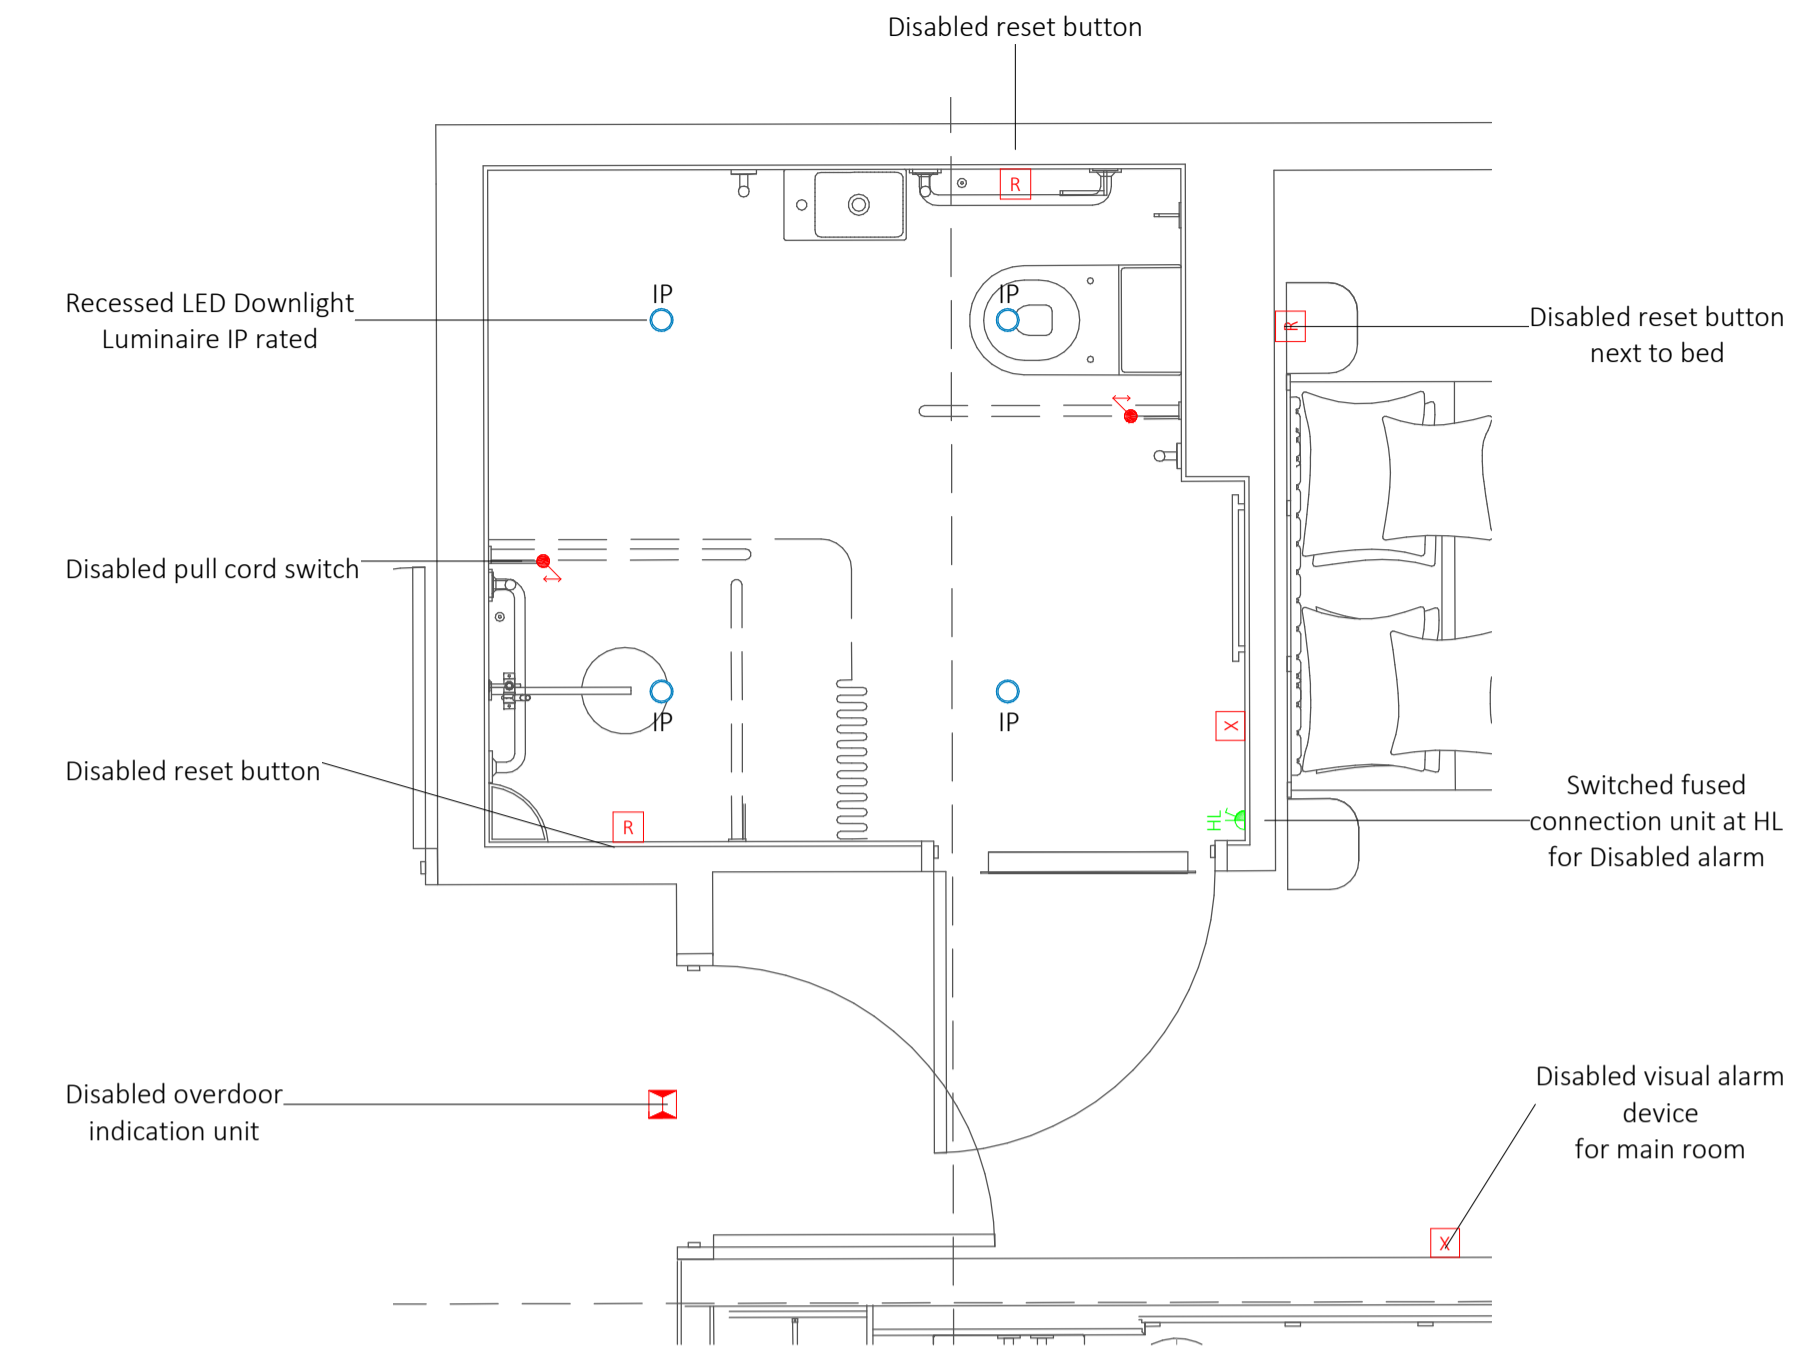 Disabled reset button
R
IP
IP
Recessed LED Downlight
Luminaire IP rated
R
Disabled reset button
next to bed
Disabled pull cord switch
IP
IP
X
Disabled reset button
R
HL
Switched fused
connection unit at HL
for Disabled alarm
Disabled overdoor
indication unit
Disabled visual alarm
device
for main room
X